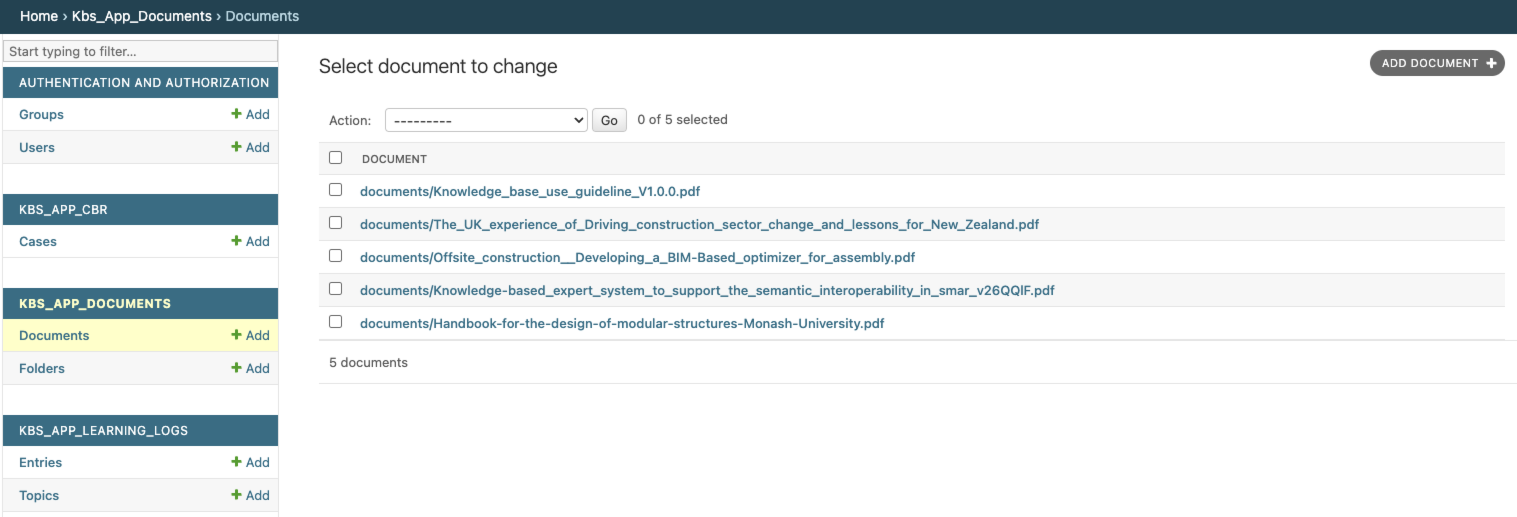 Home › Kbs_App_Documents › Documents
Start typing to filter...
AUTHENTICATION AND AUTHORIZATION
Groups + Add
Users + Add
KBS_APP_CBR
Cases + Add
KBS_APP_DOCUMENTS
Documents + Add
Folders + Add
KBS_APP_LEARNING_LOGS
Entries + Add
Topics + Add
Select document to change
ADD DOCUMENT +
Action: --------- Go 0 of 5 selected
DOCUMENT
documents/Knowledge_base_use_guideline_V1.0.0.pdf
documents/The_UK_experience_of_Driving_construction_sector_change_and_lessons_for_New_Zealand.pdf
documents/Offsite_construction__Developing_a_BIM-Based_optimizer_for_assembly.pdf
documents/Knowledge-based_expert_system_to_support_the_semantic_interoperability_in_smar_v26QQlF.pdf
documents/Handbook-for-the-design-of-modular-structures-Monash-University.pdf
5 documents